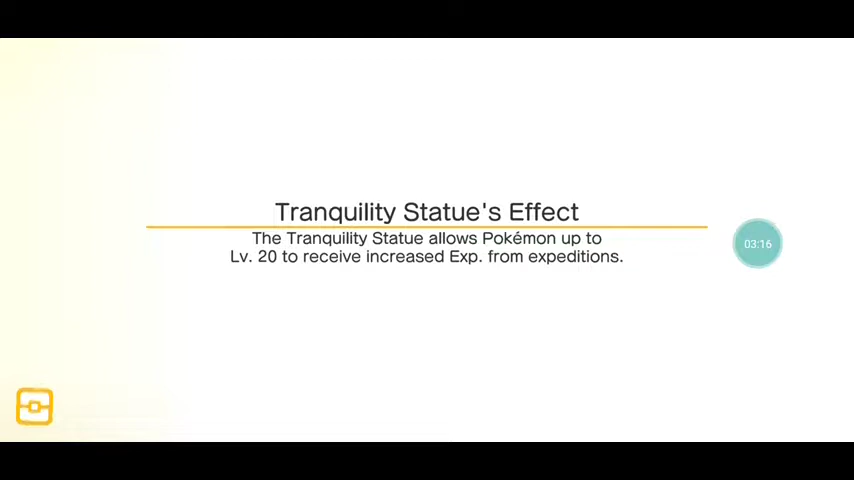 Tranquility Statue's Effect
The Tranquility Statue allows Pokémon up to
Lv. 20 to receive increased Exp. from expeditions.
03:16